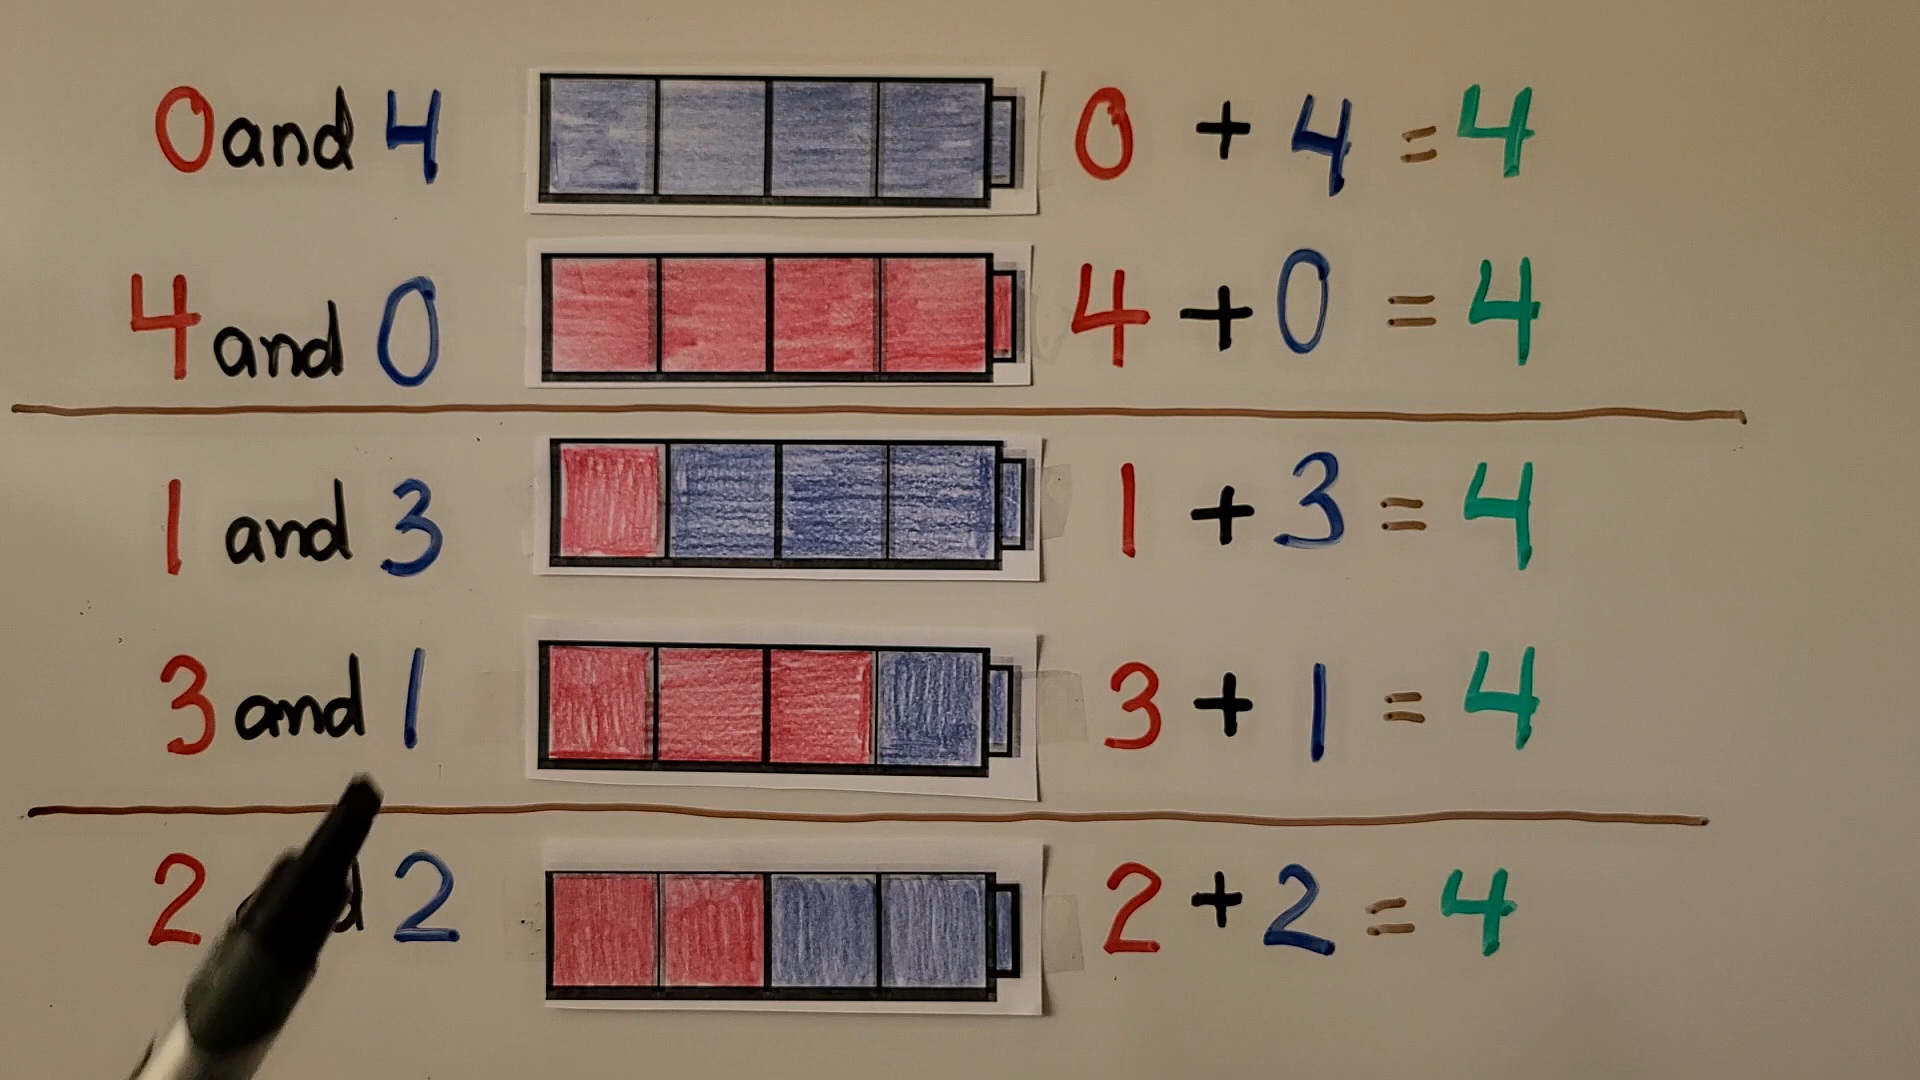 0 and 4 0 + 4 = 4
4 and 0 4 + 0 = 4
1 and 3 1 + 3 = 4
3 and 1 3 + 1 = 4
2 2 2 + 2 = 4